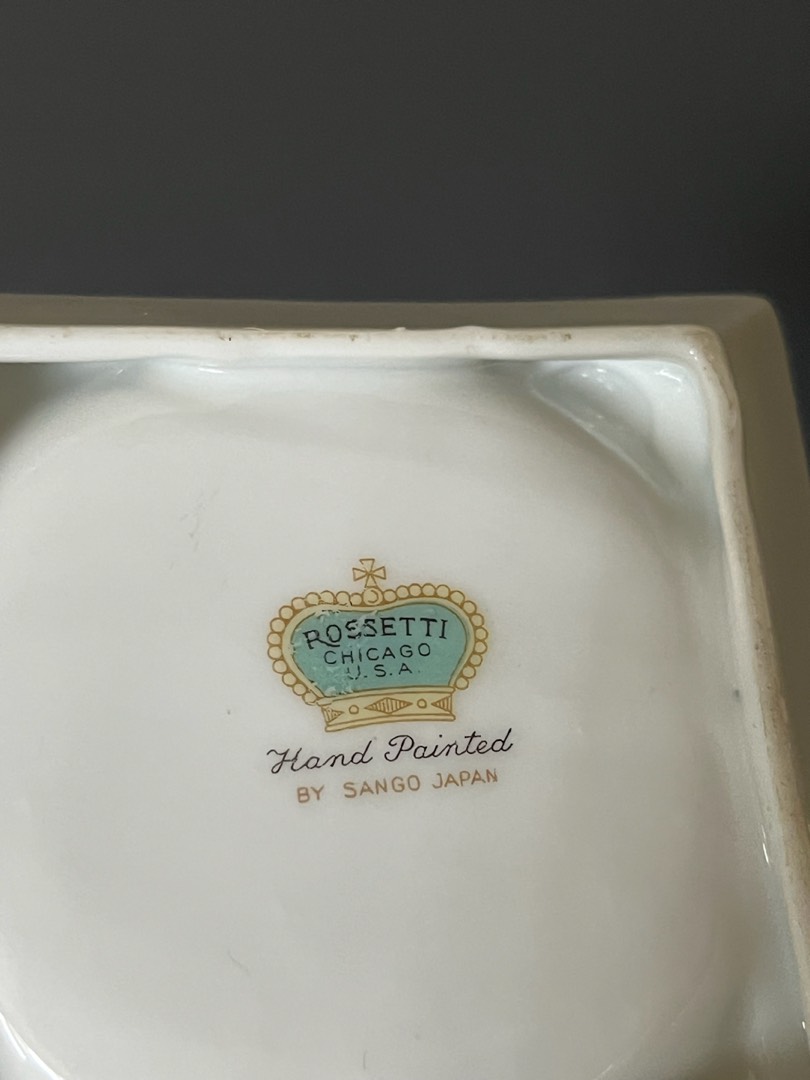 ROSSETTI
CHICAGO
U.S.A.
Hand Painted
BY SANGO JAPAN